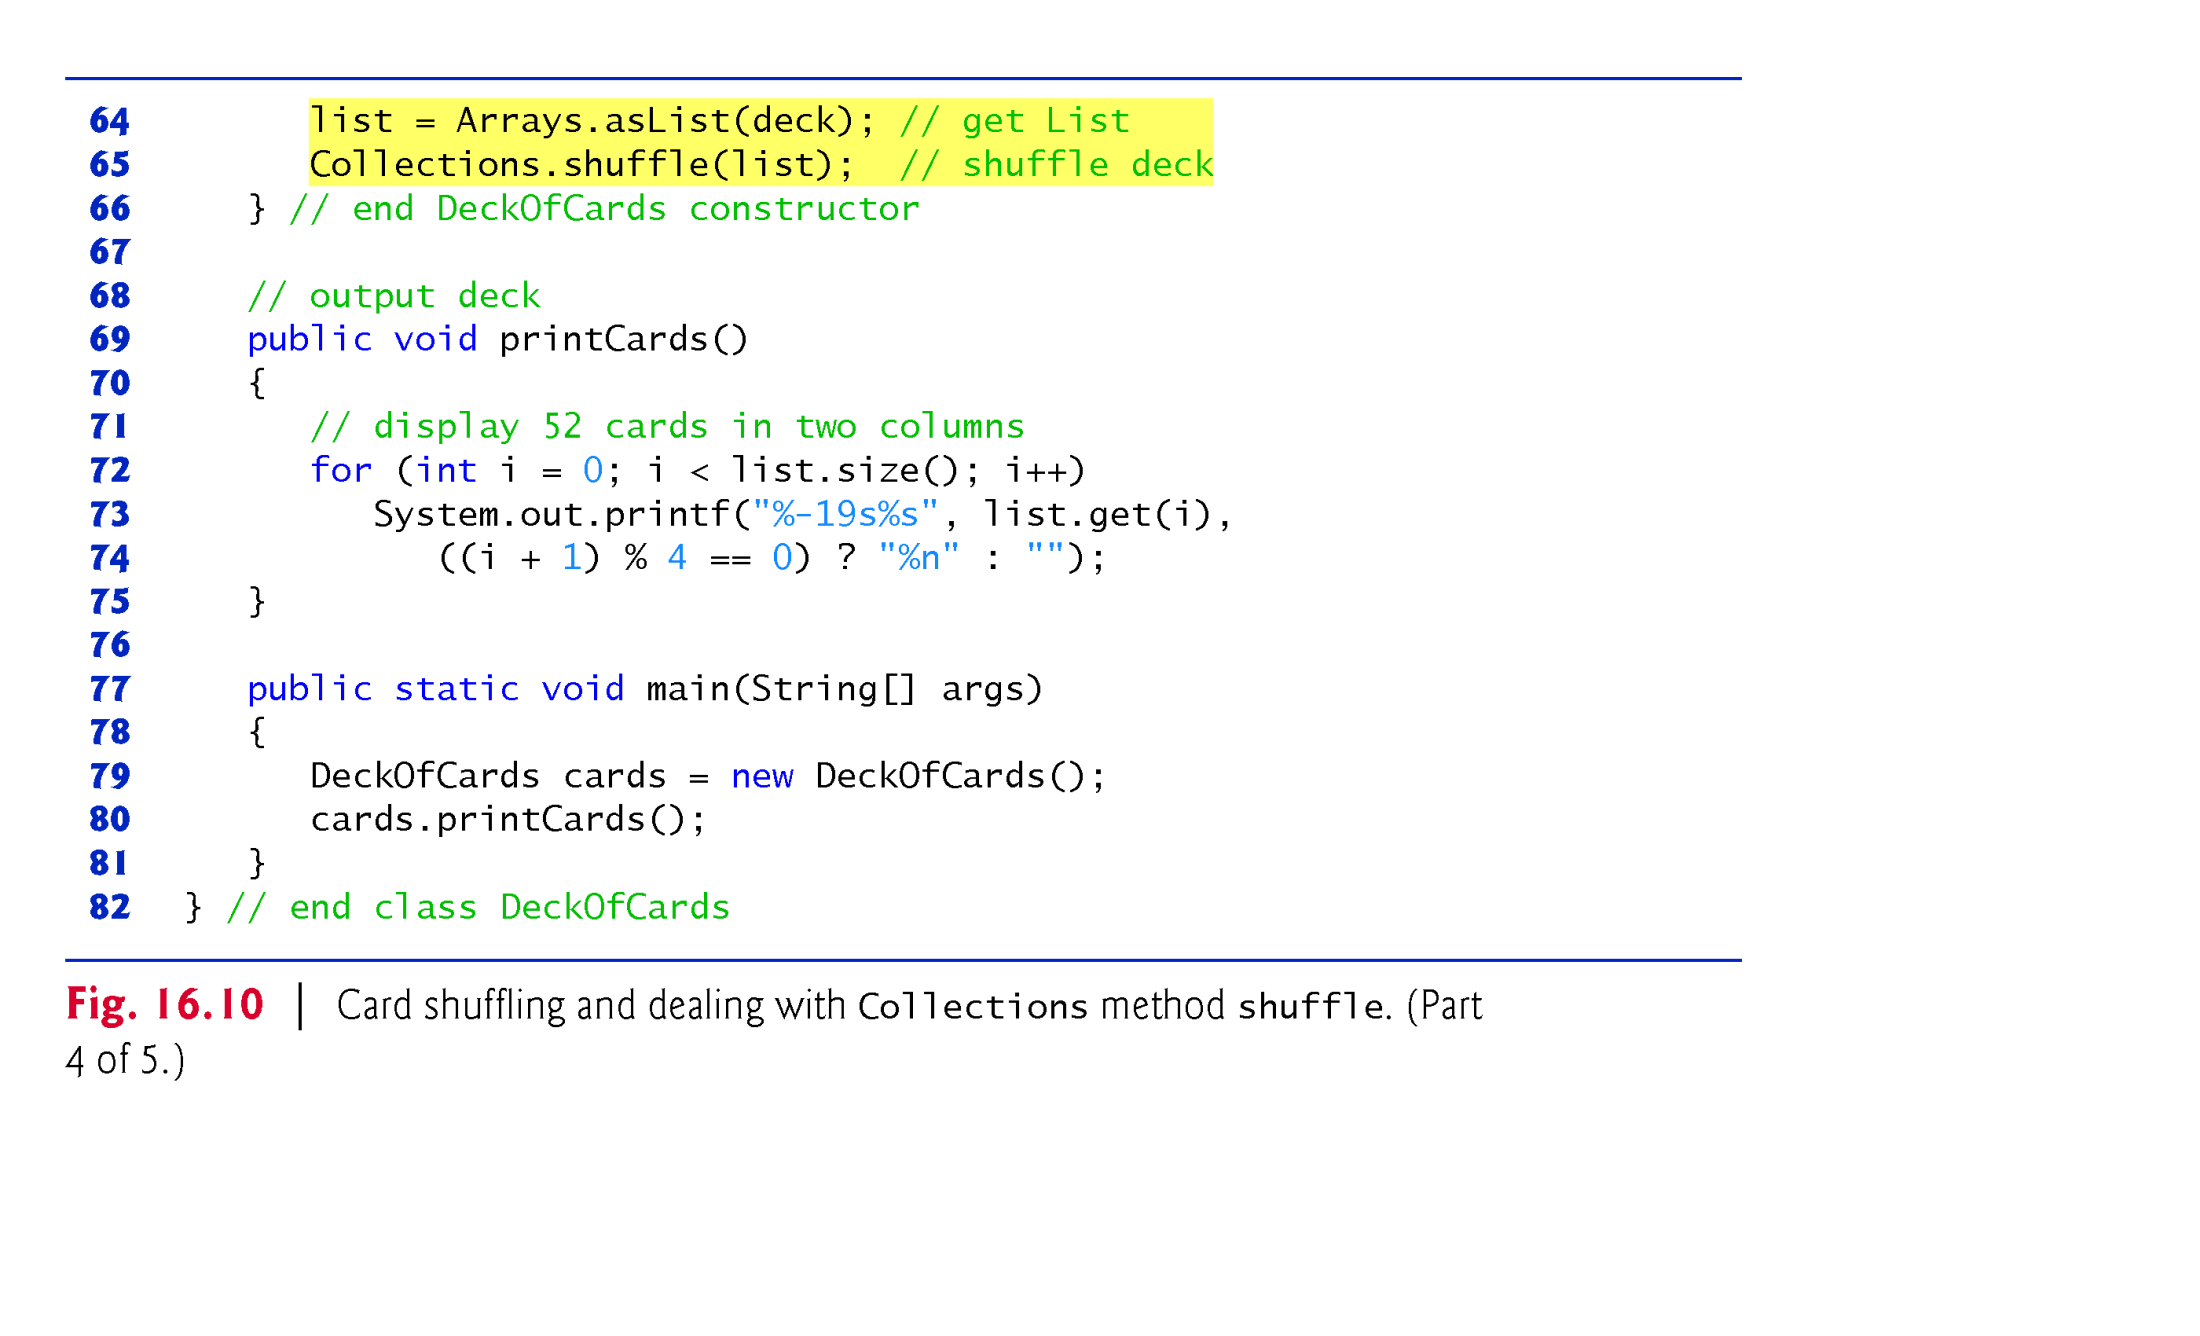 64 list = Arrays.asList(deck); // get List
65 Collections.shuffle(list);  // shuffle deck
66 } // end DeckOfCards constructor
67
68 // output deck
69 public void printCards()
70 {
71 // display 52 cards in two columns
72 for (int i = 0; i < list.size(); i++)
73 System.out.printf("%-19s%s", list.get(i),
74 ((i + 1) % 4 == 0) ? "%n" : "");
75 }
76
77 public static void main(String[] args)
78 {
79 DeckOfCards cards = new DeckOfCards();
80 cards.printCards();
81 }
82 } // end class DeckOfCards
Fig. 16.10 | Card shuffling and dealing with Collections method shuffle. (Part
4 of 5.)